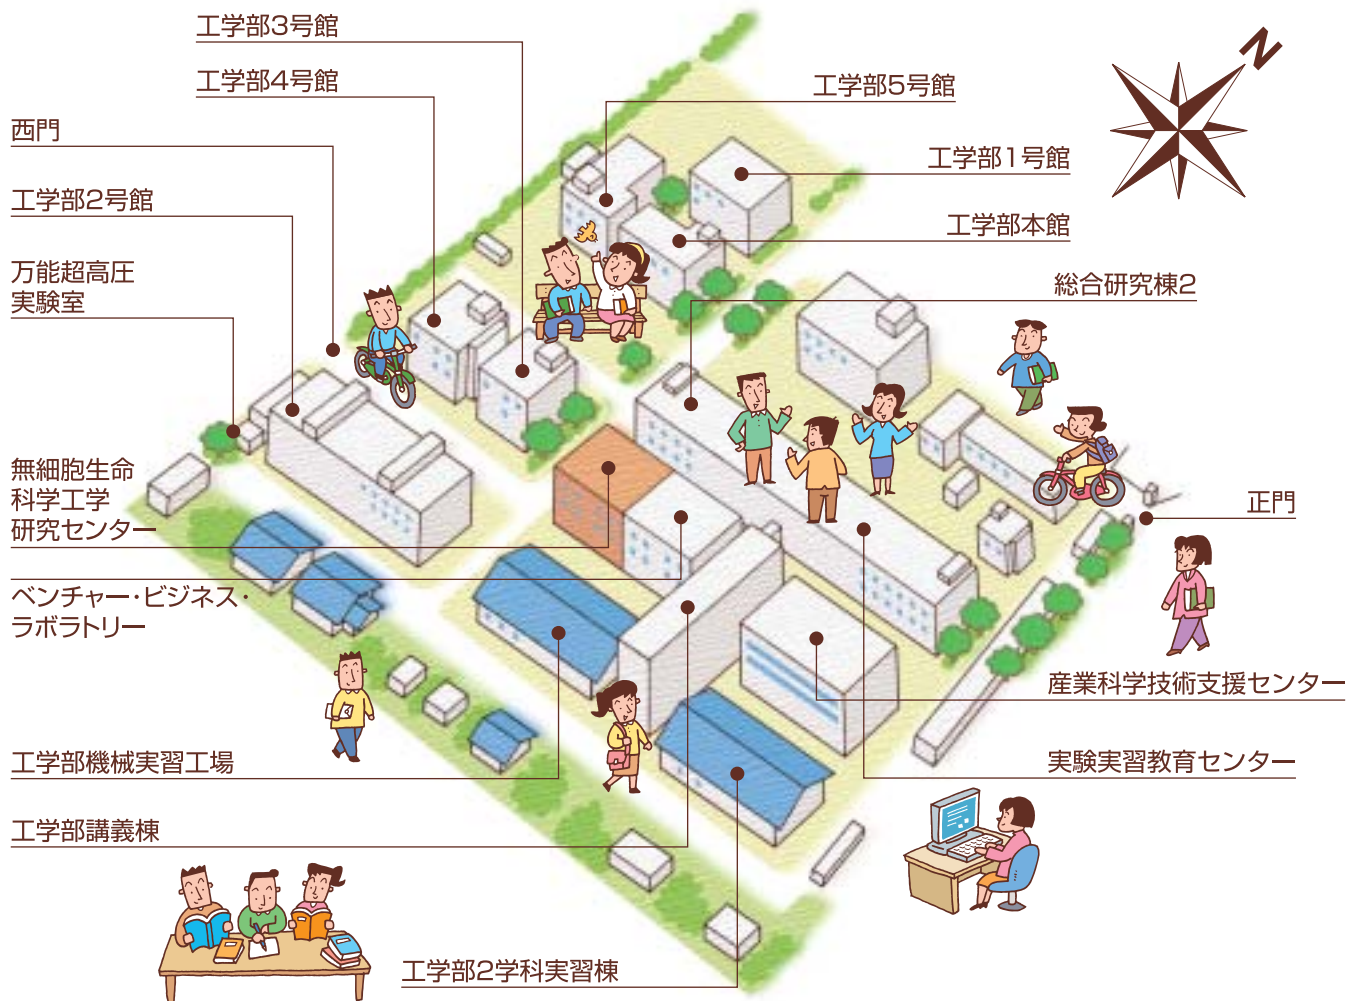 工学部3号館
工学部4号館
西門
工学部2号館
万能超高圧
実験室
無細胞生命
科学工学
研究センター
ベンチャー・ビジネス・
ラボラトリー
工学部機械実習工場
工学部講義棟
工学部2学科実習棟
N
工学部5号館
工学部1号館
工学部本館
総合研究棟2
正門
産業科学技術支援センター
実験実習教育センター